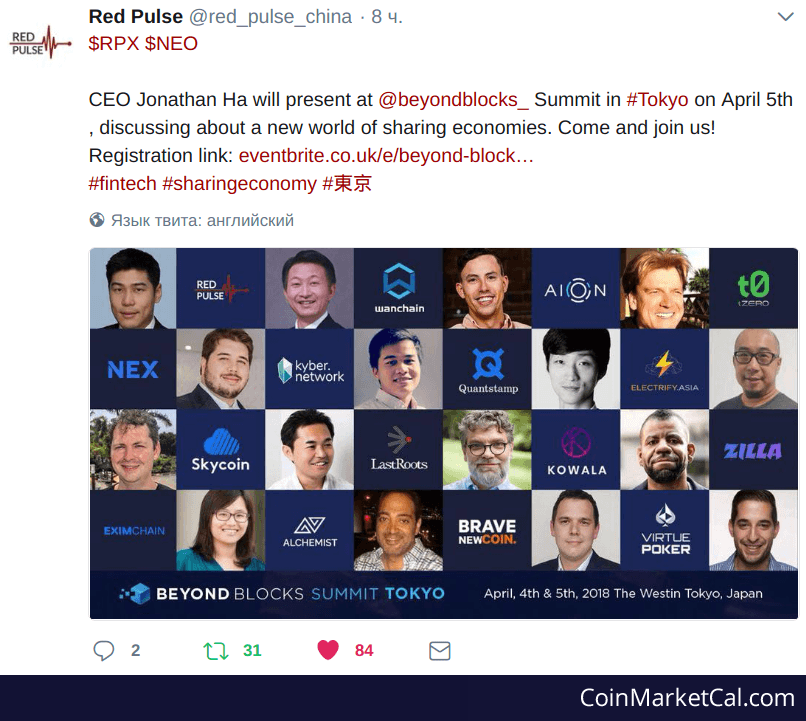 Red Pulse @red_pulse_china · 8 ч.
RED
PULSE
$RPX $NEO
CEO Jonathan Ha will present at @beyondblocks_ Summit in #Tokyo on April 5th
, discussing about a new world of sharing economies. Come and join us!
Registration link: eventbrite.co.uk/e/beyond-block…
#fintech #sharingeconomy #東京
Язык твита: английский
RED
PULSE
wanchain
AION
t0
tZERO
NEX
kyber.
network
Quantstamp
ELECTRIFY.ASIA
Skycoin
LastRoots
KOWALA
ZILLA
EXIMCHAIN
ALCHEMIST
BRAVE
NEWCOIN.
VIRTUE
POKER
BEYOND BLOCKS SUMMIT TOKYO
April, 4th & 5th, 2018 The Westin Tokyo, Japan
2 31 84
CoinMarketCal.com